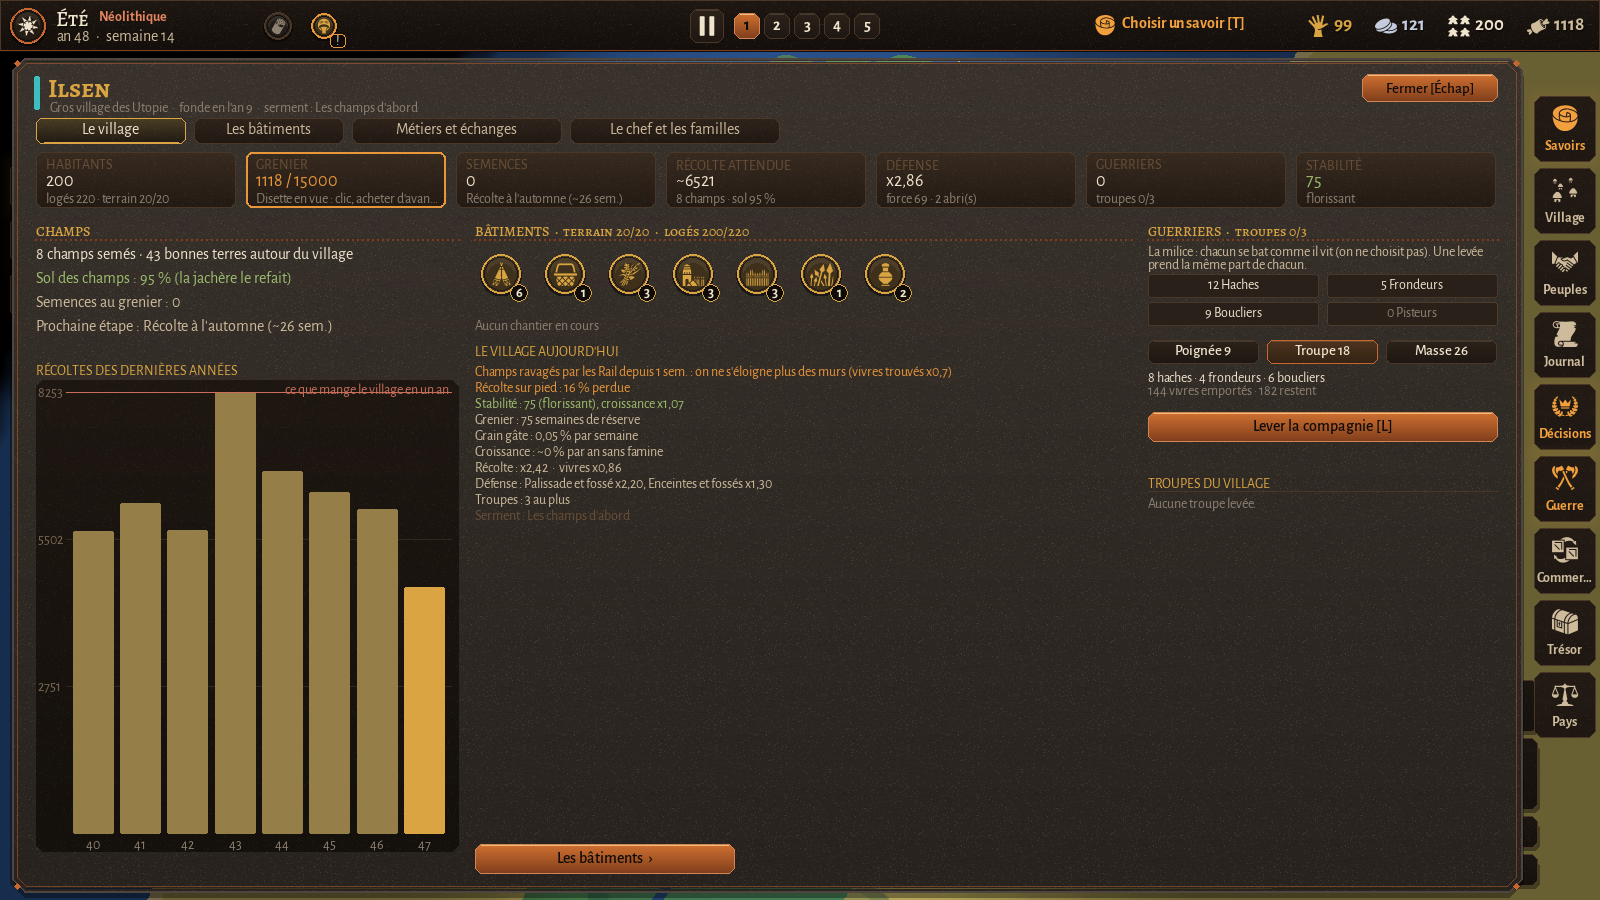 ÉTÉ Néolithique
an 48 · semaine 14
!
1 2 3 4 5
Choisir un savoir [T]
99 121 200 1118
ILSEN
Gros village des Utopie · fonde en l'an 9 · serment : Les champs d'abord
Fermer [Échap]
Le village
Les bâtiments
Métiers et échanges
Le chef et les familles
HABITANTS
200
logés 220 · terrain 20/20
GRENIER
1118 / 15000
Disette en vue : clic, acheter d'avan...
SEMENCES
0
Récolte à l'automne (~26 sem.)
RÉCOLTE ATTENDUE
~6521
8 champs · sol 95 %
DÉFENSE
x2,86
force 69 · 2 abri(s)
GUERRIERS
0
troupes 0/3
STABILITÉ
75
florissant
CHAMPS
8 champs semés · 43 bonnes terres autour du village
Sol des champs : 95 % (la jachère le refait)
Semences au grenier : 0
Prochaine étape : Récolte à l'automne (~26 sem.)
RÉCOLTES DES DERNIÈRES ANNÉES
8253
ce que mange le village en un an
5502
2751
40 41 42 43 44 45 46 47
BÂTIMENTS · TERRAIN 20/20 · LOGÉS 200/220
6 1 3 3 3 1 2
Aucun chantier en cours
LE VILLAGE AUJOURD'HUI
Champs ravagés par les Rail depuis 1 sem. : on ne s'éloigne plus des murs (vivres trouvés x0,7)
Récolte sur pied : 16 % perdue
Stabilité : 75 (florissant), croissance x1,07
Grenier : 75 semaines de réserve
Grain gâte : 0,05 % par semaine
Croissance : ~0 % par an sans famine
Récolte : x2,42 · vivres x0,86
Défense : Palissade et fossé x2,20, Enceintes et fossés x1,30
Troupes : 3 au plus
Serment : Les champs d'abord
Les bâtiments ›
GUERRIERS · TROUPES 0/3
La milice : chacun se bat comme il vit (on ne choisit pas). Une levée
prend la même part de chacun.
12 Haches
5 Frondeurs
9 Boucliers
0 Pisteurs
Poignée 9
Troupe 18
Masse 26
8 haches · 4 frondeurs · 6 boucliers
144 vivres emportés · 182 restent
Lever la compagnie [L]
TROUPES DU VILLAGE
Aucune troupe levée.
Savoirs
Village
Peuples
Journal
Décisions
Guerre
Commer...
Trésor
Pays